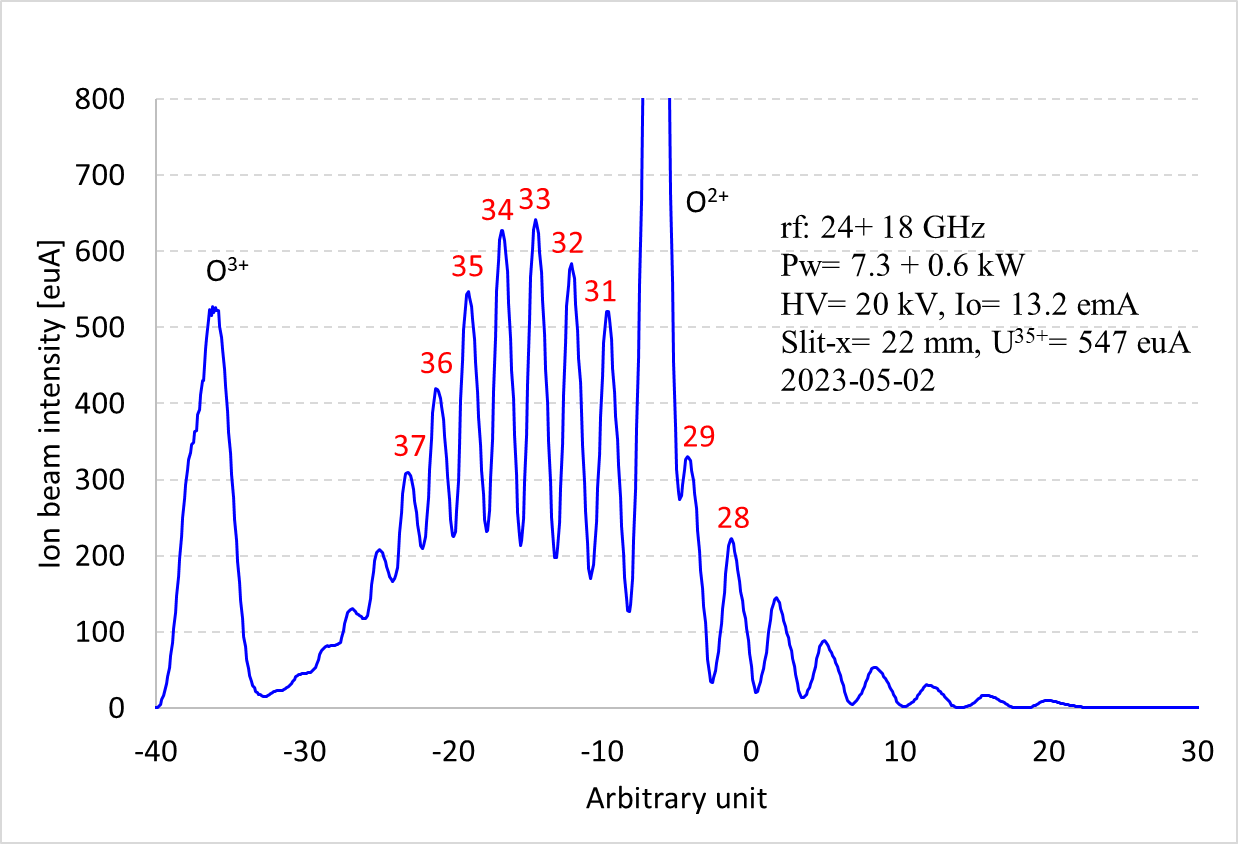 800
700
600
500
400
300
200
100
0
Ion beam intensity [euA]
O³⁺
37
36
35
34
33
32
31
O²⁺
29
28
rf: 24+ 18 GHz
Pw= 7.3 + 0.6 kW
HV= 20 kV, Io= 13.2 emA
Slit-x= 22 mm, U³⁵⁺= 547 euA
2023-05-02
-40 -30 -20 -10 0 10 20 30
Arbitrary unit